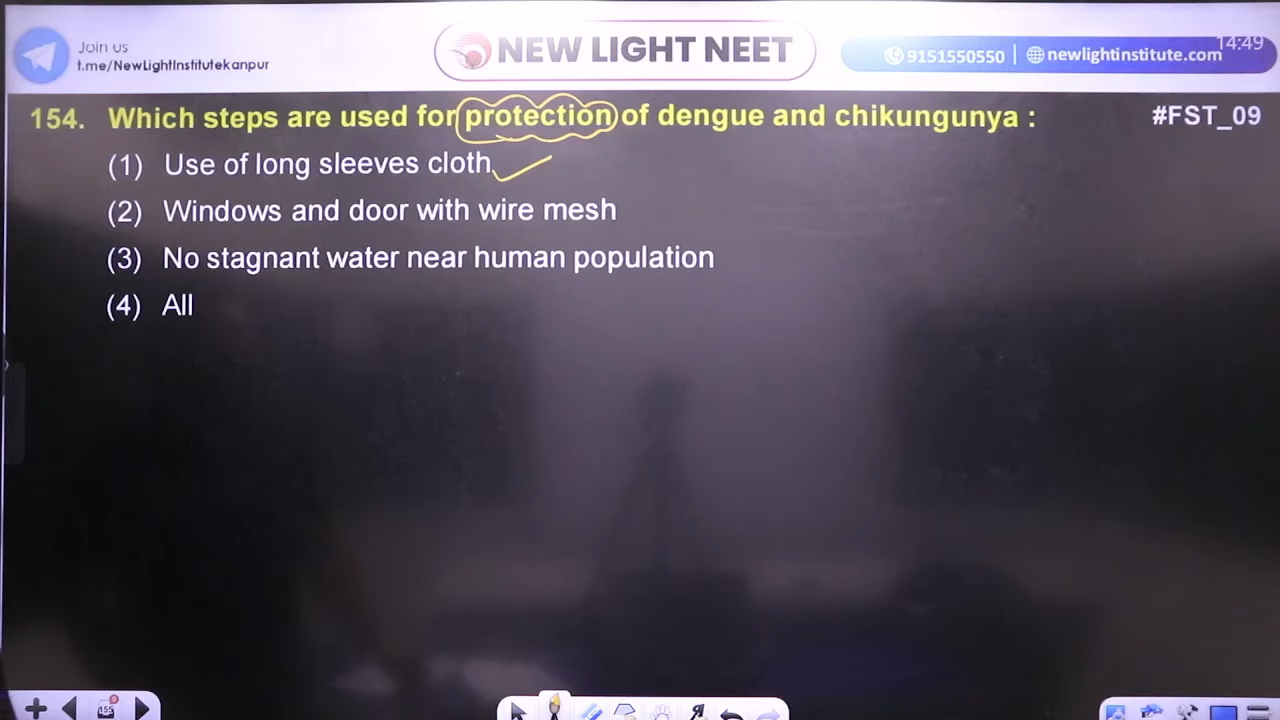 Join us
t.me/NewLightInstitutekanpur
NEW LIGHT NEET
9151550550
newlightinstitute.com
14:49
154. Which steps are used for protection of dengue and chikungunya :
#FST_09
(1) Use of long sleeves cloth
(2) Windows and door with wire mesh
(3) No stagnant water near human population
(4) All
155